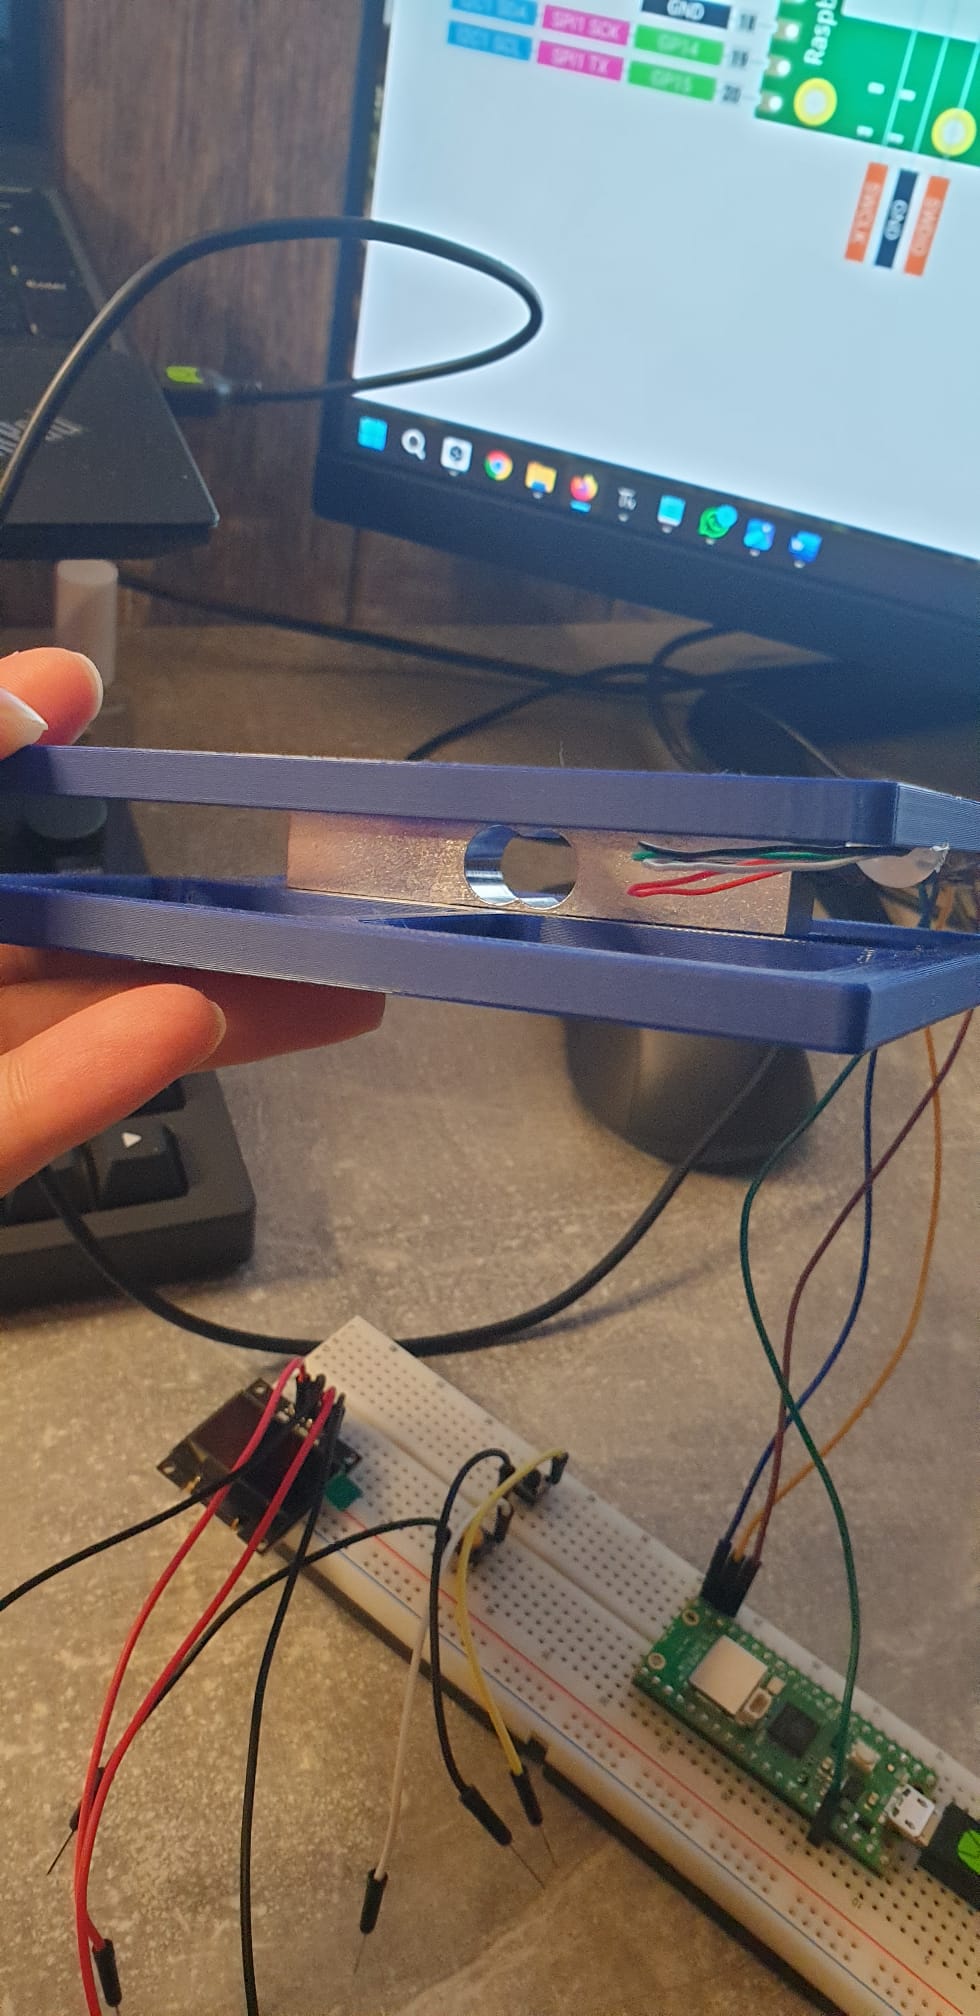 I2C1 SDA SPI1 SCK GP14 19
I2C1 SCL SPI1 TX GP15 20
GND 18
Raspb
SWCLK
GND
SWDIO